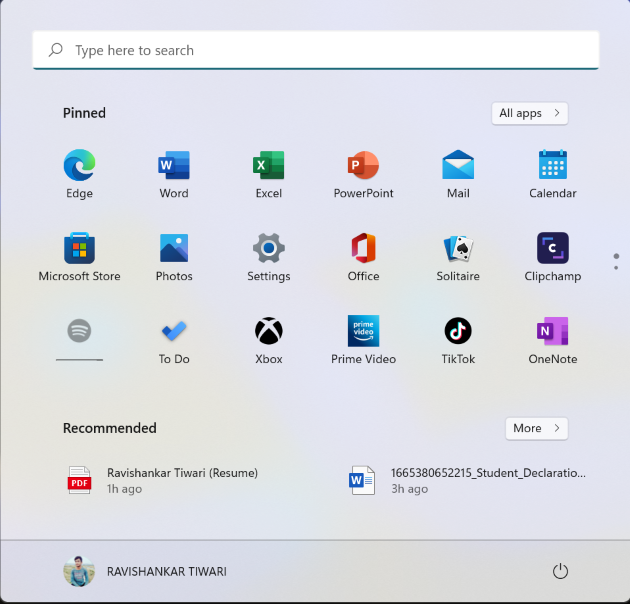 Type here to search
Pinned
All apps
Edge
Word
Excel
PowerPoint
Mail
Calendar
Microsoft Store
Photos
Settings
Office
Solitaire
Clipchamp
To Do
Xbox
prime video
Prime Video
TikTok
OneNote
Recommended
More
PDF
Ravishankar Tiwari (Resume)
1h ago
1665380652215_Student_Declaratio...
3h ago
RAVISHANKAR TIWARI